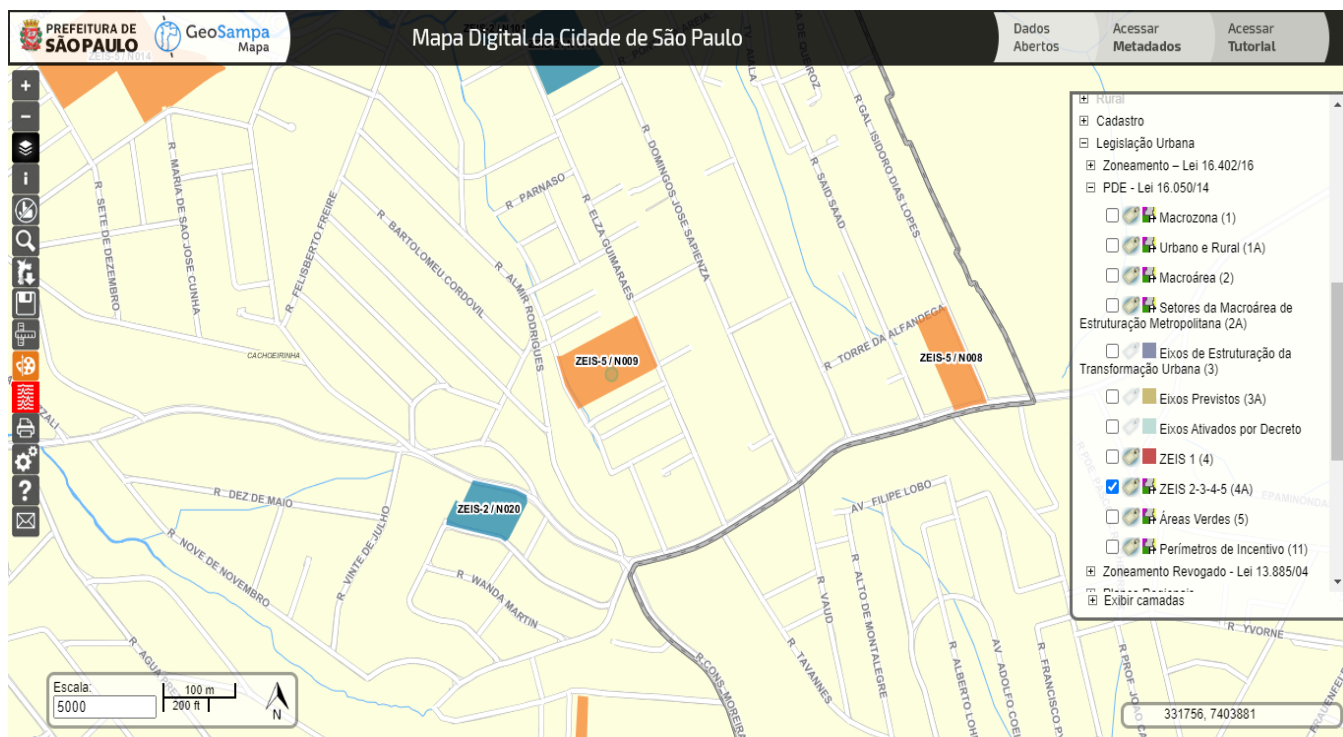 PREFEITURA DE
SÃO PAULO
GeoSampa
Mapa
Mapa Digital da Cidade de São Paulo
Dados
Abertos
Acessar
Metadados
Acessar
Tutorial
ZEIS-5 / N014
R SETE DE DEZEMBRO
R MARIA DE SAO JOSE CUNHA
R FELISBERTO FREIRE
R BARTOLOMEU CORDOVIL
R ALMIR RODRIGUES
R PARNASO
R ELZA GUIMARAES
R DOMINGOS JOSE SAPIENZA
R SAID SAAD
R GAL ISIDORO DIAS LOPES
R TORRE DA ALFANDEGA
CACHOEIRINHA
ZEIS-5 / N009
ZEIS-5 / N008
ZEIS-2 / N020
R DEZ DE MAIO
R VINTE DE JULHO
R NOVE DE NOVEMBRO
R WANDA MARTIN
AV FILIPE LOBO
R VAUD
R ALTO DE MONTALEGRE
R TAVANNES
R CONS MOREIRA
R YVORNE
Rural
Cadastro
Legislação Urbana
Zoneamento – Lei 16.402/16
PDE - Lei 16.050/14
Macrozona (1)
Urbano e Rural (1A)
Macroárea (2)
Setores da Macroárea de
Estruturação Metropolitana (2A)
Eixos de Estruturação da
Transformação Urbana (3)
Eixos Previstos (3A)
Eixos Ativados por Decreto
ZEIS 1 (4)
ZEIS 2-3-4-5 (4A)
Áreas Verdes (5)
Perímetros de Incentivo (11)
Zoneamento Revogado - Lei 13.885/04
Exibir camadas
Escala:
5000
100 m
200 ft
N
331756, 7403881